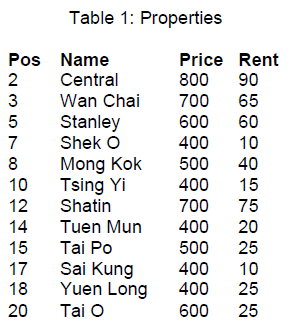 Table 1: Properties
Pos Name Price Rent
2 Central 800 90
3 Wan Chai 700 65
5 Stanley 600 60
7 Shek O 400 10
8 Mong Kok 500 40
10 Tsing Yi 400 15
12 Shatin 700 75
14 Tuen Mun 400 20
15 Tai Po 500 25
17 Sai Kung 400 10
18 Yuen Long 400 25
20 Tai O 600 25